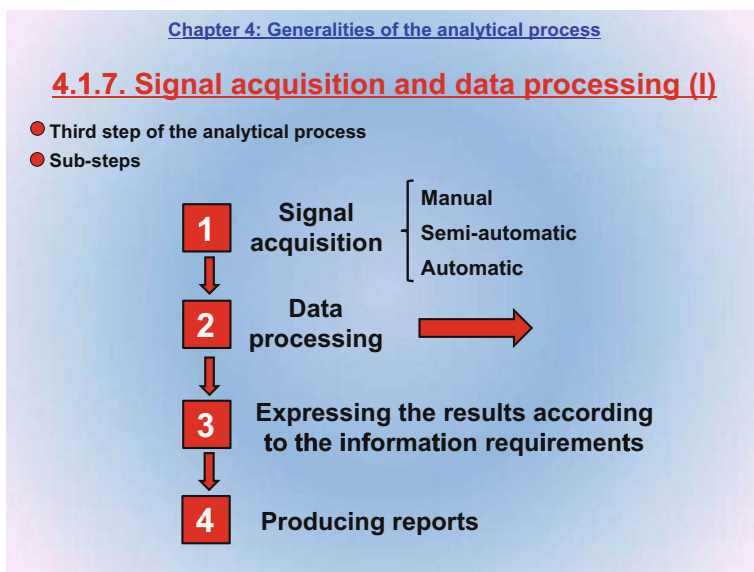 Chapter 4: Generalities of the analytical process
4.1.7. Signal acquisition and data processing (I)
Third step of the analytical process
Sub-steps
1
Signal
acquisition
Manual
Semi-automatic
Automatic
2
Data
processing
3
Expressing the results according
to the information requirements
4
Producing reports